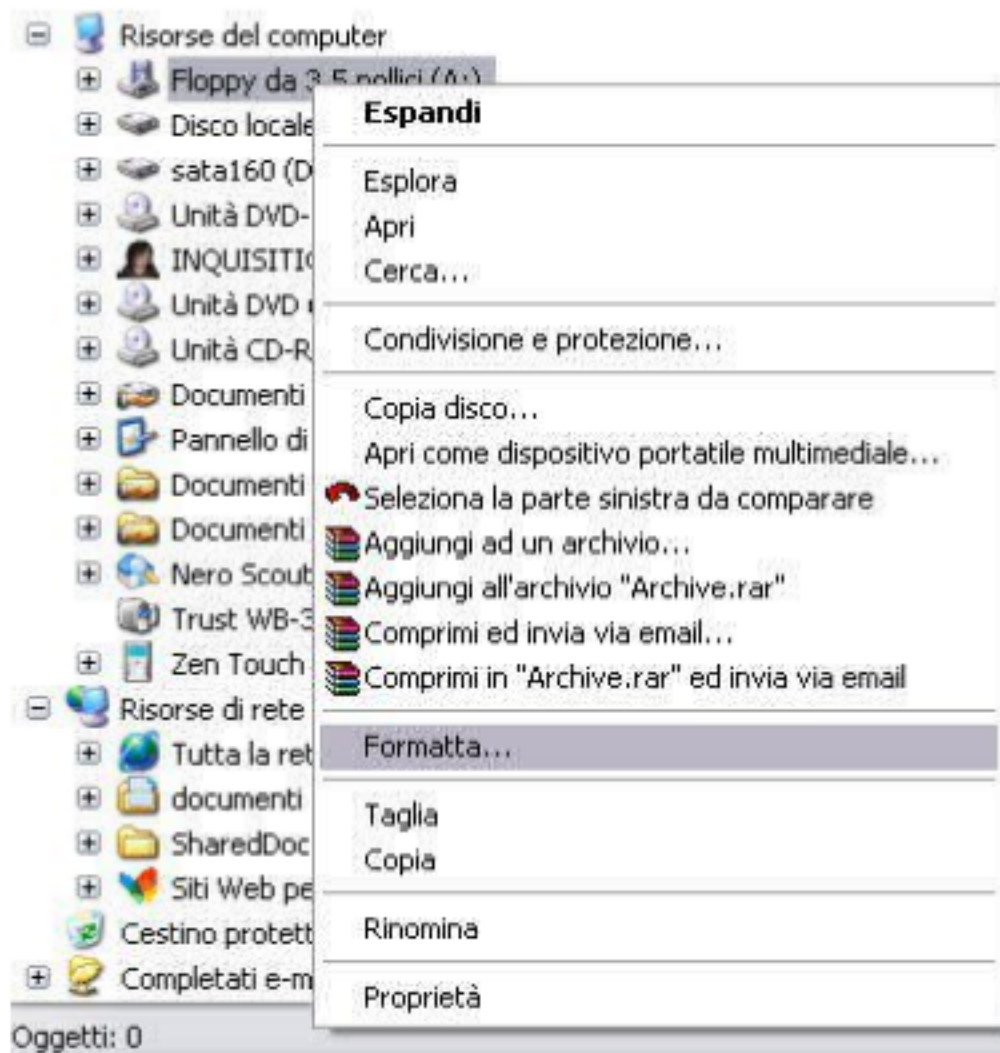 Risorse del computer
Floppy da 3,5 pollici (A:)
Disco locale
sata160 (D
Unità DVD-
INQUISITIO
Unità DVD
Unità CD-R
Documenti
Pannello di
Documenti
Documenti
Nero Scout
Trust WB-3
Zen Touch
Risorse di rete
Tutta la ret
documenti
SharedDoc
Siti Web pe
Cestino protett
Completati e-m
Oggetti: 0
Espandi
Esplora
Apri
Cerca...
Condivisione e protezione...
Copia disco...
Apri come dispositivo portatile multimediale...
Seleziona la parte sinistra da comparare
Aggiungi ad un archivio...
Aggiungi all'archivio "Archive.rar"
Comprimi ed invia via email...
Comprimi in "Archive.rar" ed invia via email
Formatta...
Taglia
Copia
Rinomina
Proprietà